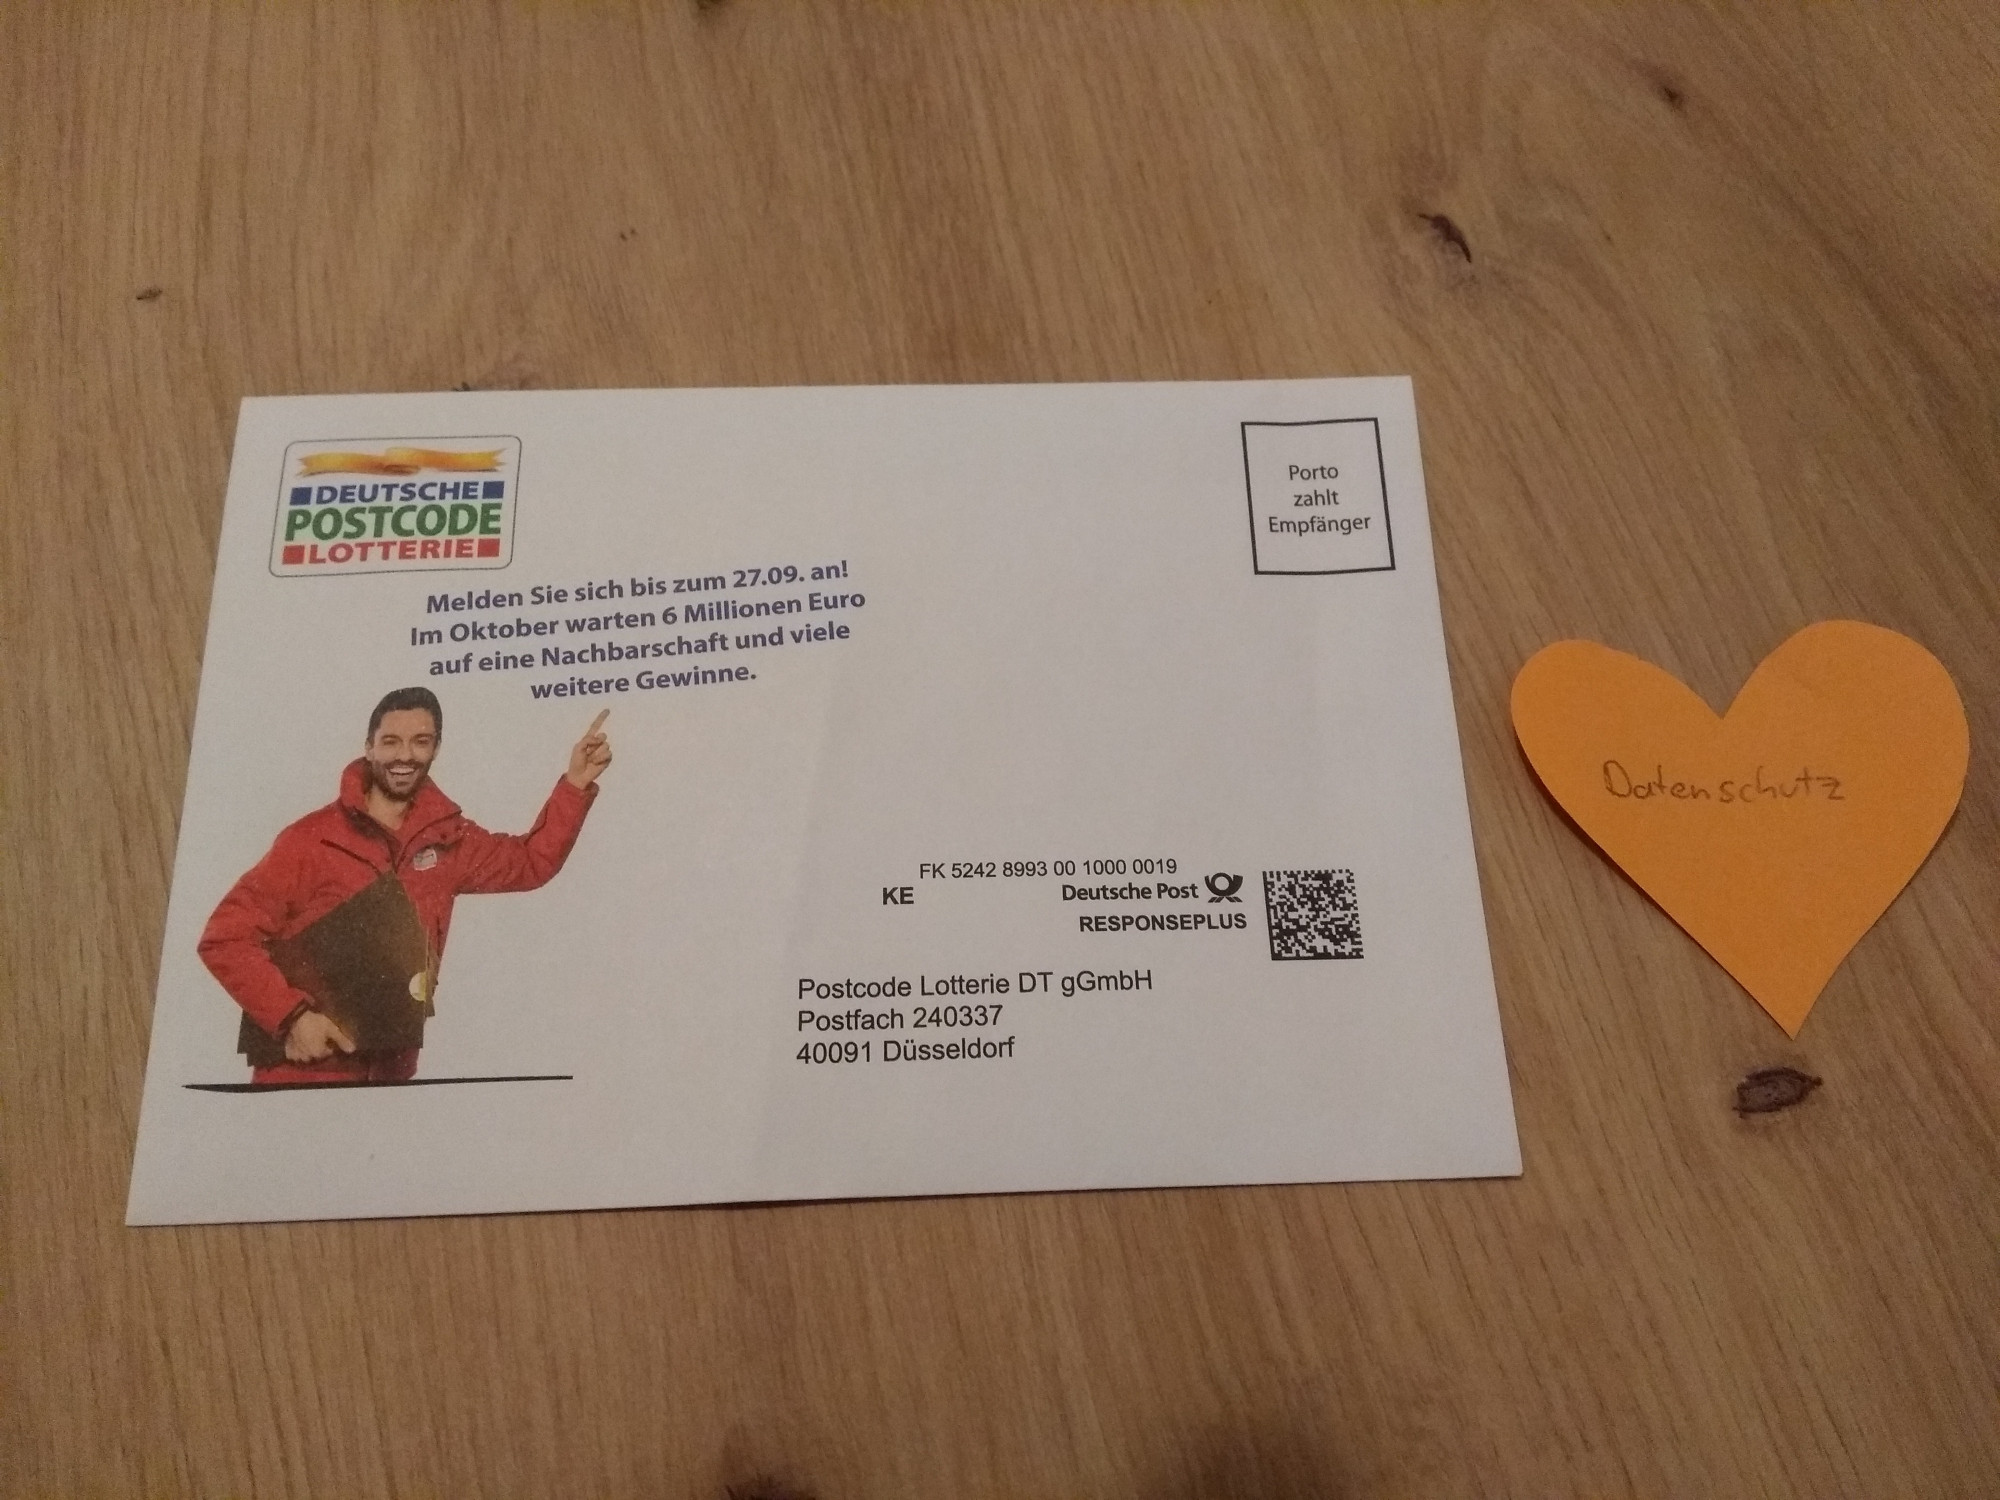 DEUTSCHE
POSTCODE
LOTTERIE
Melden Sie sich bis zum 27.09. an!
Im Oktober warten 6 Millionen Euro
auf eine Nachbarschaft und viele
weitere Gewinne.
Porto
zahlt
Empfänger
FK 5242 8993 00 1000 0019
KE
Deutsche Post
RESPONSEPLUS
Postcode Lotterie DT gGmbH
Postfach 240337
40091 Düsseldorf
Datenschutz